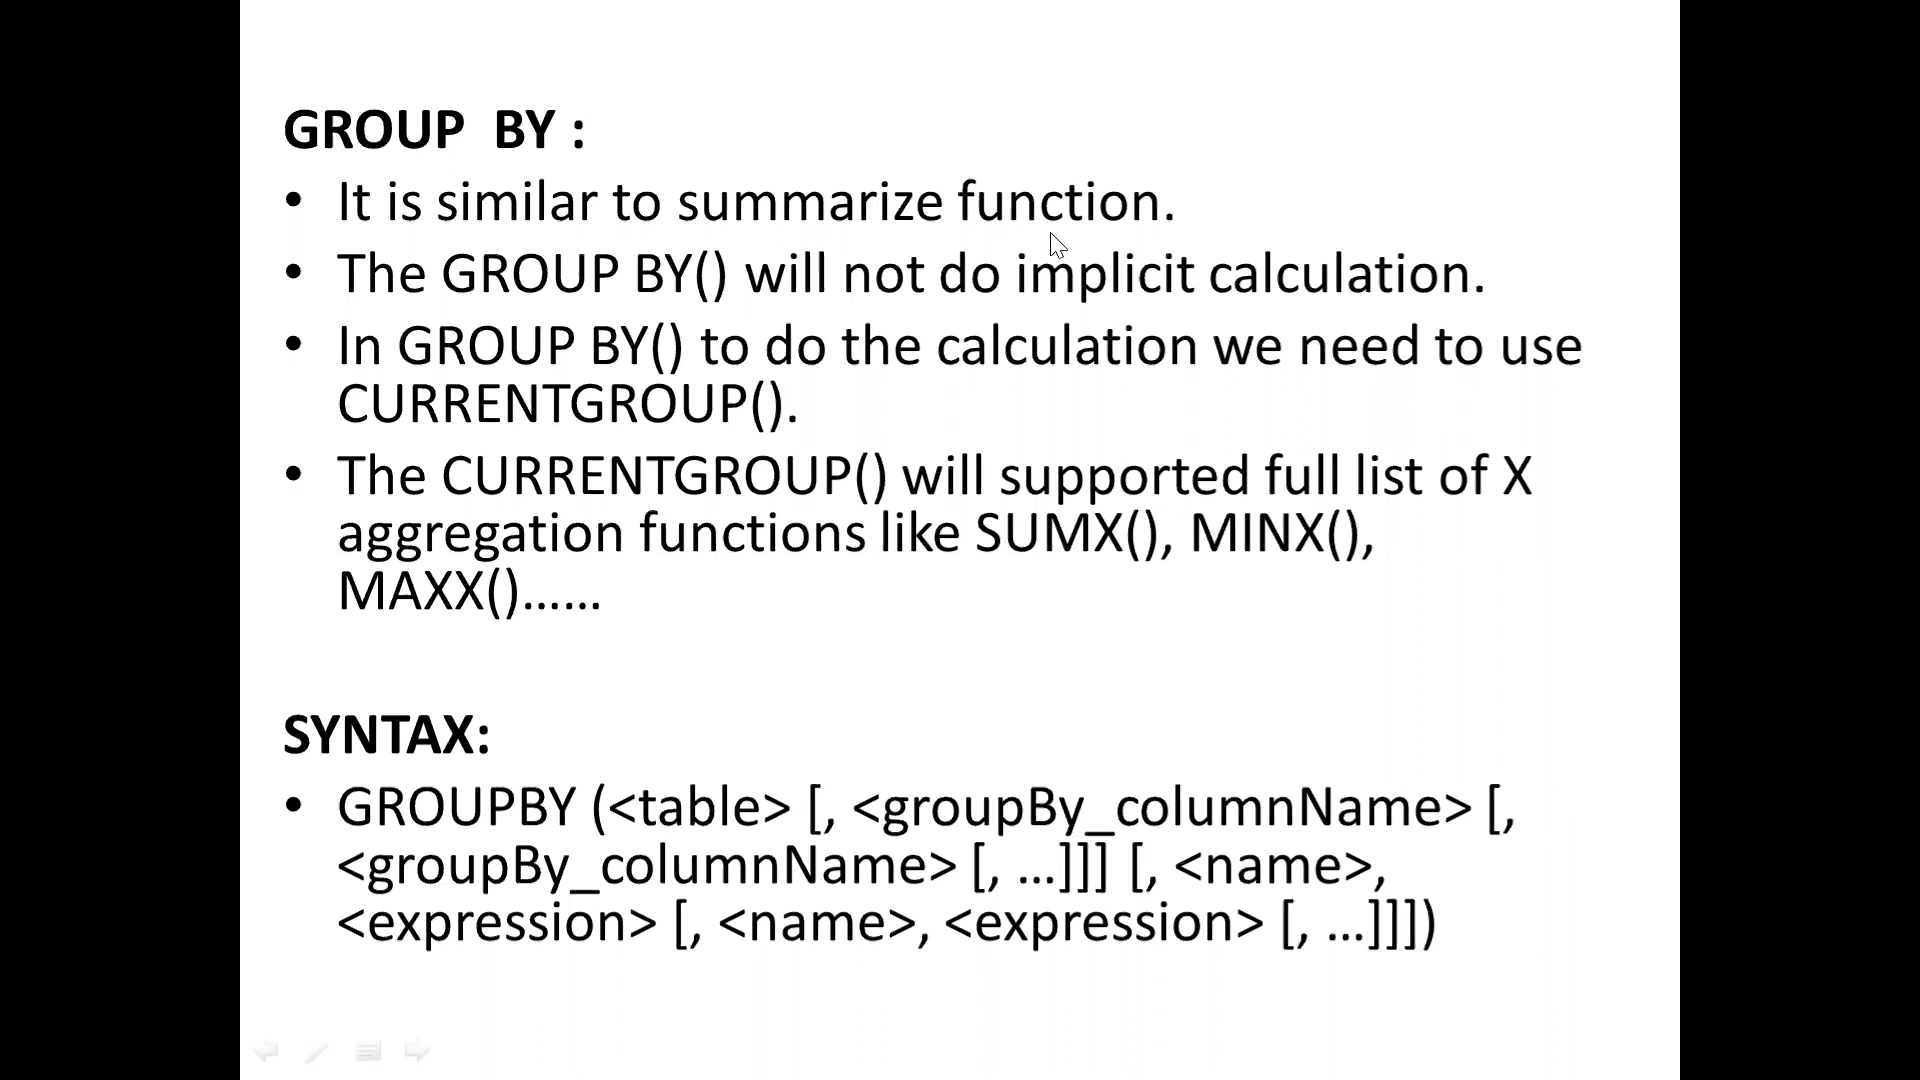 GROUP BY :
• It is similar to summarize function.
• The GROUP BY() will not do implicit calculation.
• In GROUP BY() to do the calculation we need to use
CURRENTGROUP().
• The CURRENTGROUP() will supported full list of X
aggregation functions like SUMX(), MINX(),
MAXX()......
SYNTAX:
• GROUPBY (<table> [, <groupBy_columnName> [,
<groupBy_columnName> [, …]]] [, <name>,
<expression> [, <name>, <expression> [, …]]])